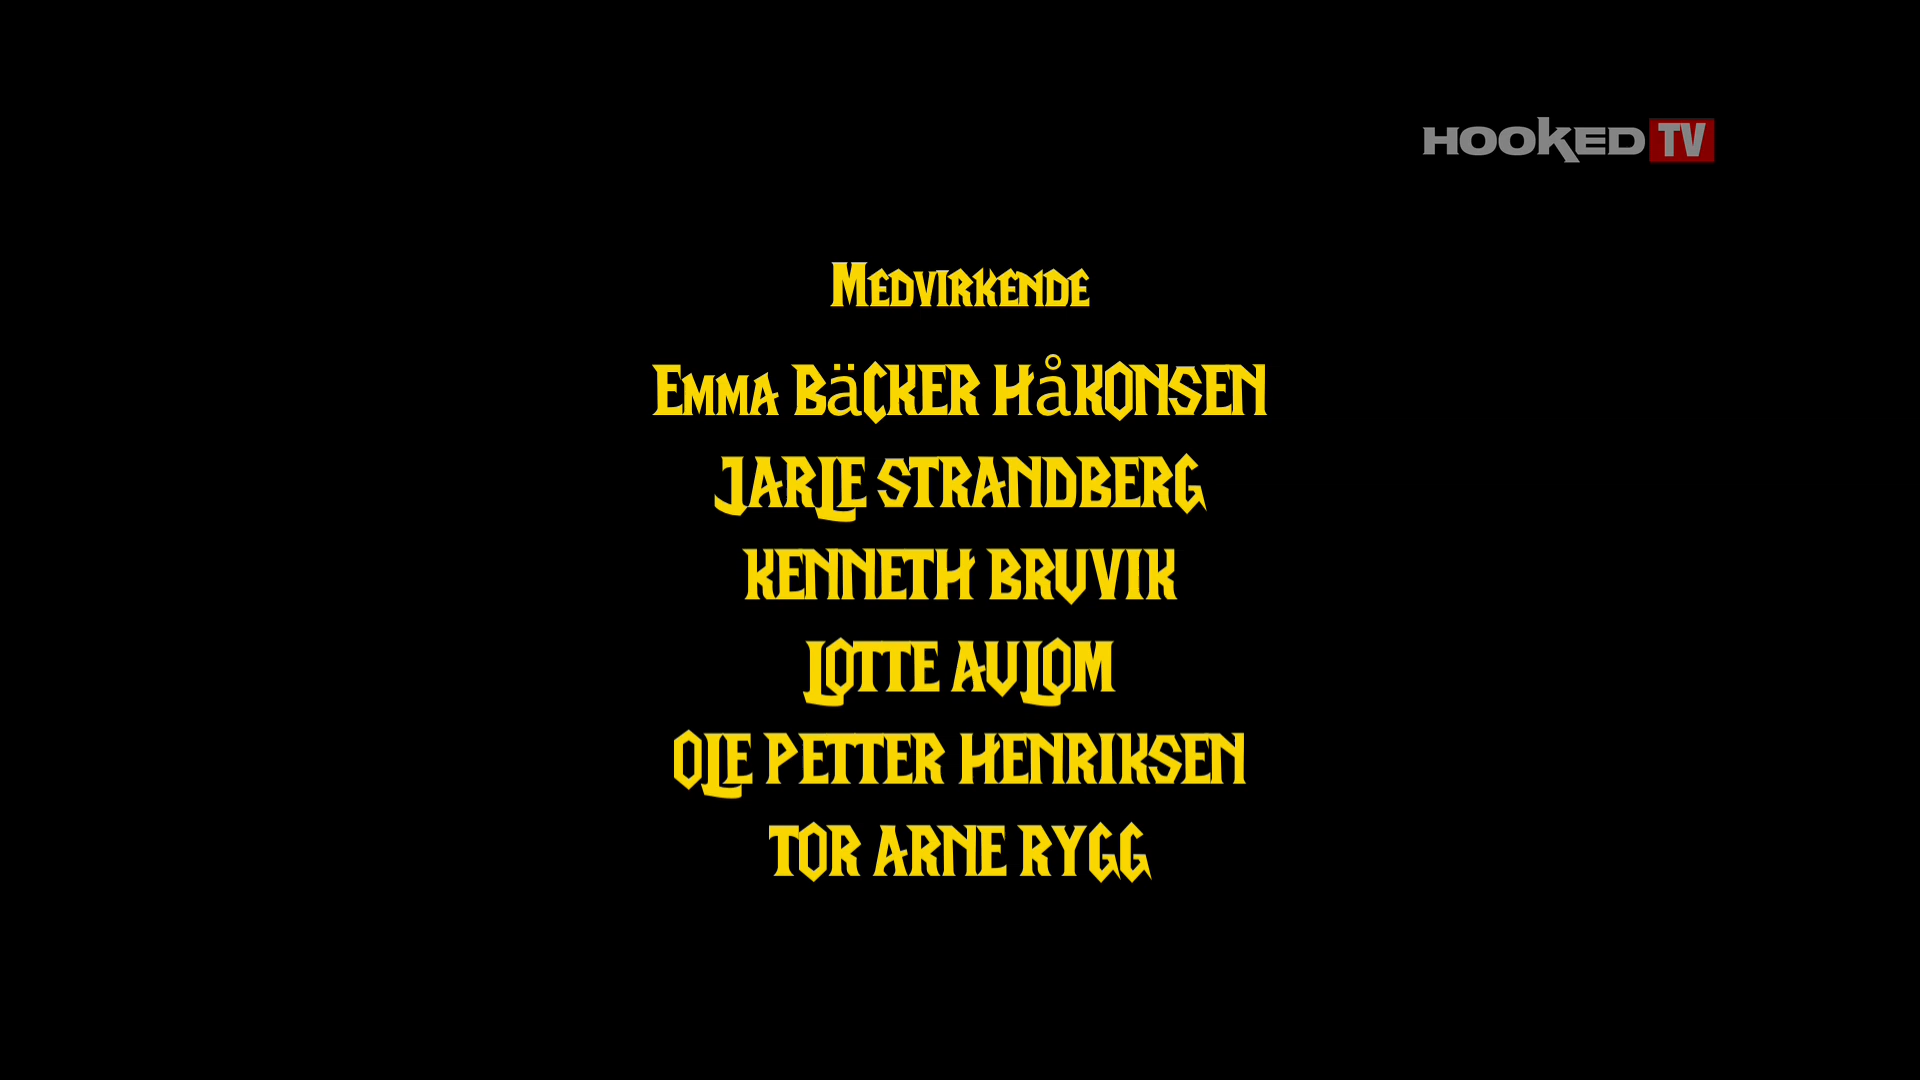 HOOKED TV
Medvirkende
Emma BäCKER HåKONSEN
JARLE STRANDBERG
KENNETH BRUVIK
LOTTE AULOM
OLE PETTER HENRIKSEN
TOR ARNE RYGG